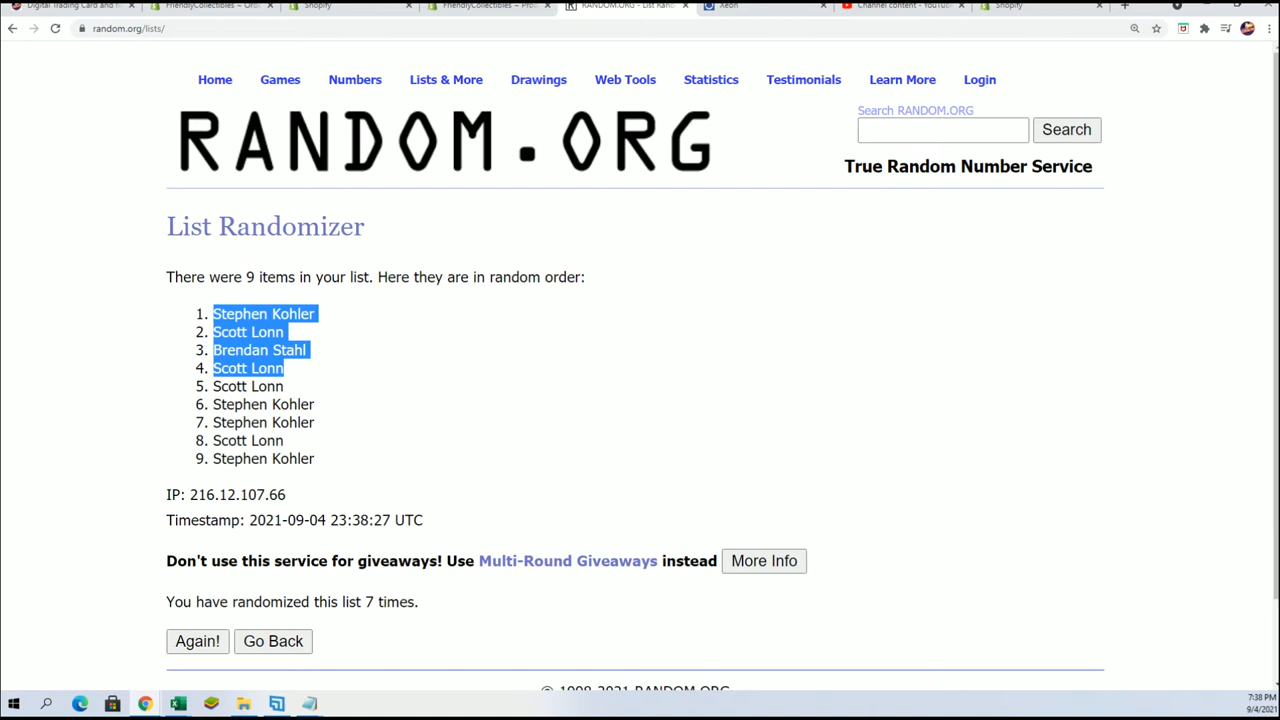 Digital Trading Card and
FriendlyCollectibles ~ Ord
Shopify
FriendlyCollectibles ~ Prod
RANDOM.ORG - List Rand
Xeon
Channel content - YouTube
Shopify
random.org/lists/
Home
Games
Numbers
Lists & More
Drawings
Web Tools
Statistics
Testimonials
Learn More
Login
RANDOM.ORG
Search RANDOM.ORG
Search
True Random Number Service
List Randomizer
There were 9 items in your list. Here they are in random order:
1. Stephen Kohler
2. Scott Lonn
3. Brendan Stahl
4. Scott Lonn
5. Scott Lonn
6. Stephen Kohler
7. Stephen Kohler
8. Scott Lonn
9. Stephen Kohler
IP: 216.12.107.66
Timestamp: 2021-09-04 23:38:27 UTC
Don't use this service for giveaways! Use Multi-Round Giveaways instead More Info
You have randomized this list 7 times.
Again! Go Back
© 1998-2021 RANDOM.ORG
7:38 PM
9/4/2021